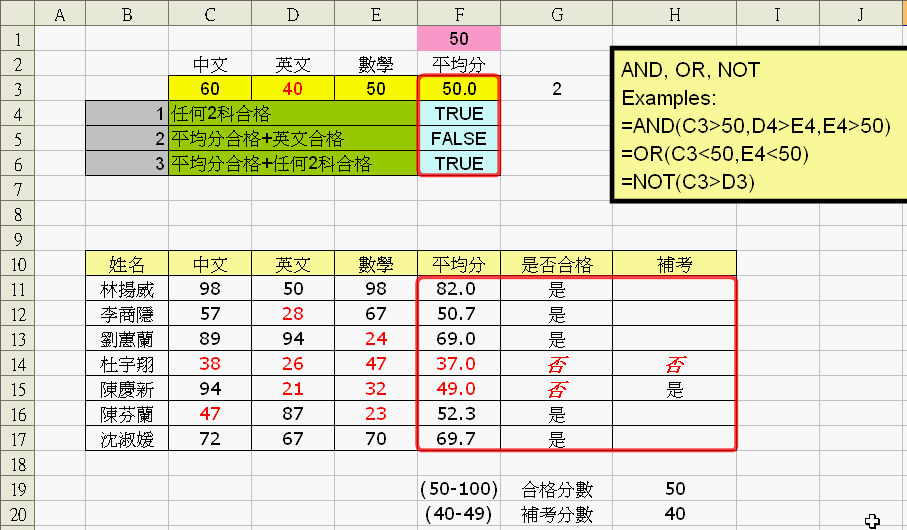 A B C D E F G H I J
1 50
2 中文 英文 數學 平均分
3 60 40 50 50.0 2
4 1 任何2科合格 TRUE
5 2 平均分合格+英文合格 FALSE
6 3 平均分合格+任何2科合格 TRUE
AND, OR, NOT
Examples:
=AND(C3>50,D4>E4,E4>50)
=OR(C3<50,E4<50)
=NOT(C3>D3)
7
8
9
10 姓名 中文 英文 數學 平均分 是否合格 補考
11 林揚威 98 50 98 82.0 是
12 李商隱 57 28 67 50.7 是
13 劉蕙蘭 89 94 24 69.0 是
14 杜宇翔 38 26 47 37.0 否 否
15 陳慶新 94 21 32 49.0 否 是
16 陳芬蘭 47 87 23 52.3 是
17 沈淑媛 72 67 70 69.7 是
18
19 (50-100) 合格分數 50
20 (40-49) 補考分數 40